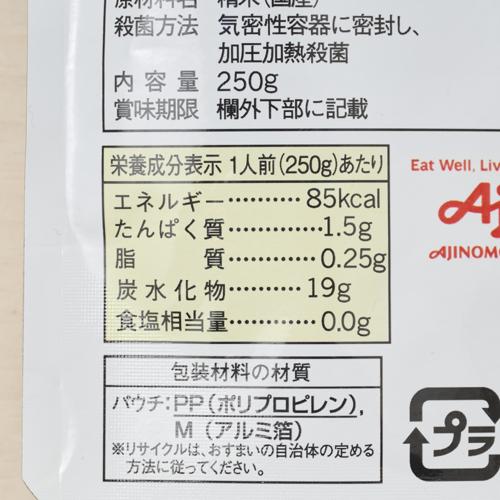 原材料名 精米(国産)
殺菌方法 気密性容器に密封し、
加圧加熱殺菌
内容量 250g
賞味期限 欄外下部に記載
栄養成分表示 1人前(250g)あたり
エネルギー………… 85kcal
たんぱく質…………… 1.5g
脂質………… 0.25g
炭水化物………… 19g
食塩相当量………… 0.0g
Eat Well, Liv
Aj
AJINOMO
包装材料の材質
パウチ:PP(ポリプロピレン)、
M(アルミ箔)
※リサイクルは、おすまいの自治体の定める
方法に従ってください。
プラ